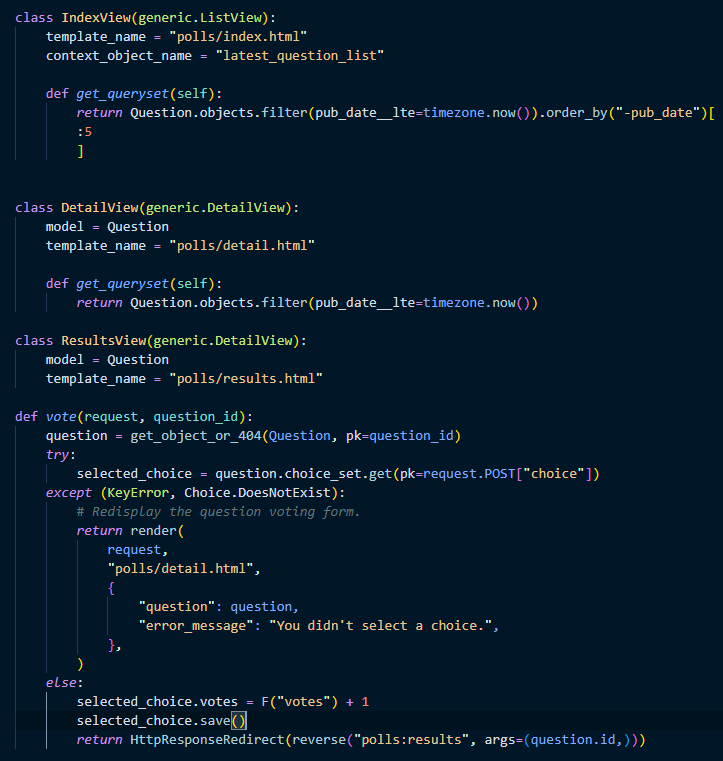 class IndexView(generic.ListView):
    template_name = "polls/index.html"
    context_object_name = "latest_question_list"

    def get_queryset(self):
        return Question.objects.filter(pub_date__lte=timezone.now()).order_by("-pub_date")[
        :5
        ]


class DetailView(generic.DetailView):
    model = Question
    template_name = "polls/detail.html"

    def get_queryset(self):
        return Question.objects.filter(pub_date__lte=timezone.now())

class ResultsView(generic.DetailView):
    model = Question
    template_name = "polls/results.html"

def vote(request, question_id):
    question = get_object_or_404(Question, pk=question_id)
    try:
        selected_choice = question.choice_set.get(pk=request.POST["choice"])
    except (KeyError, Choice.DoesNotExist):
        # Redisplay the question voting form.
        return render(
            request,
            "polls/detail.html",
            {
                "question": question,
                "error_message": "You didn't select a choice.",
            },
        )
    else:
        selected_choice.votes = F("votes") + 1
        selected_choice.save()
        return HttpResponseRedirect(reverse("polls:results", args=(question.id,)))